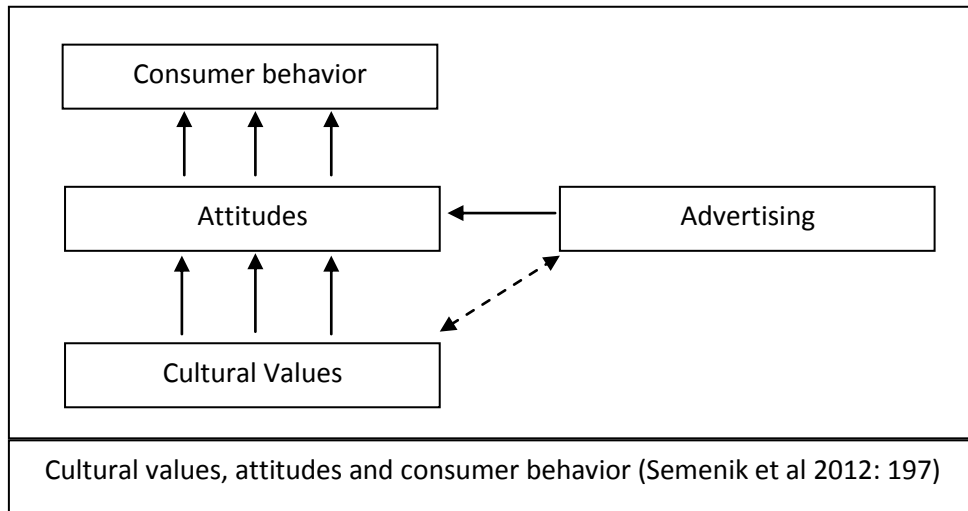 Consumer behavior
Attitudes
Advertising
Cultural Values
Cultural values, attitudes and consumer behavior (Semenik et al 2012: 197)